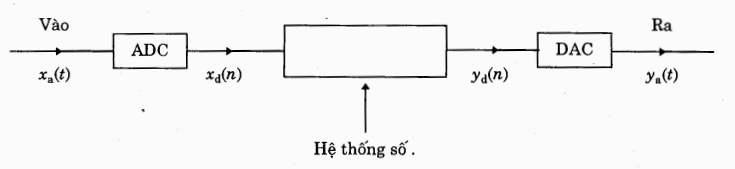 Vào
Ra
ADC
DAC
xa(t)
xd(n)
yd(n)
ya(t)
Hệ thống số .